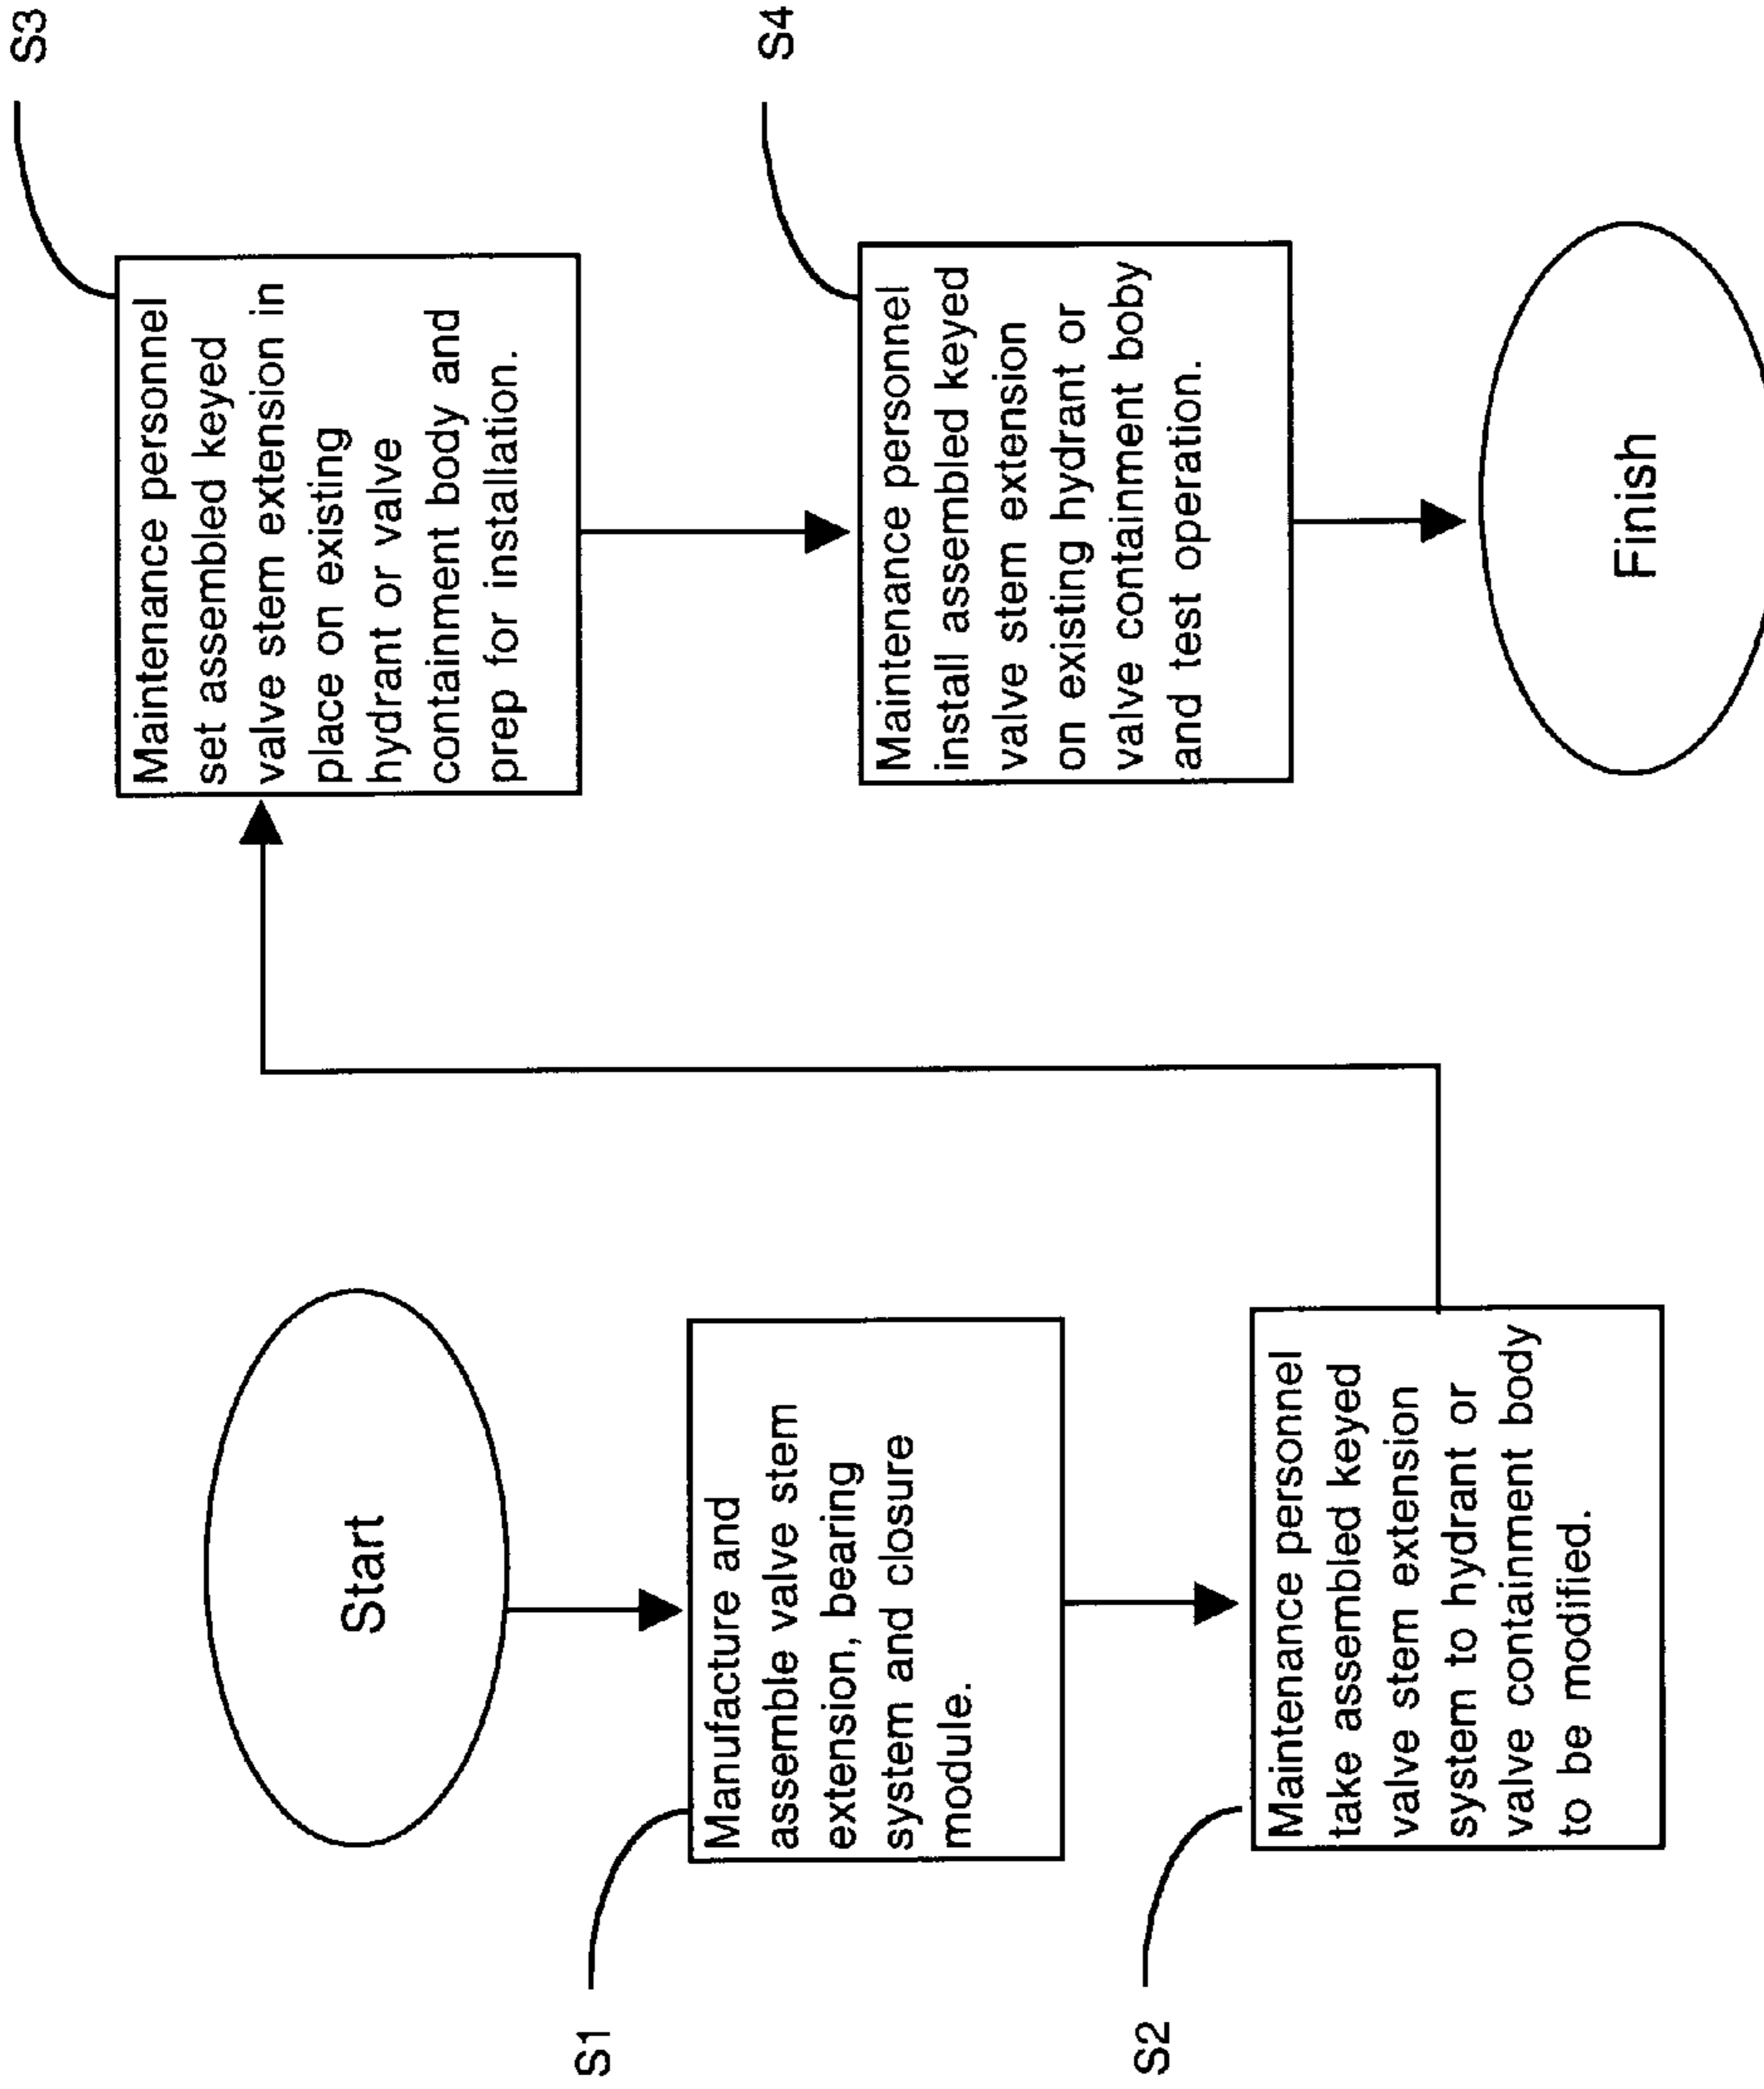 Start
S1
Manufacture and
assemble valve stem
extension, bearing
system and closure
module.
S2
Maintenance personnel
take assembled keyed
valve stem extension
system to hydrant or
valve containment body
to be modified.
S3
Maintenance personnel
set assembled keyed
valve stem extension in
place on existing
hydrant or valve
containment body and
prep for installation.
S4
Maintenance personnel
install assembled keyed
valve stem extension
on existing hydrant or
valve containment boby
and test operation.
Finish